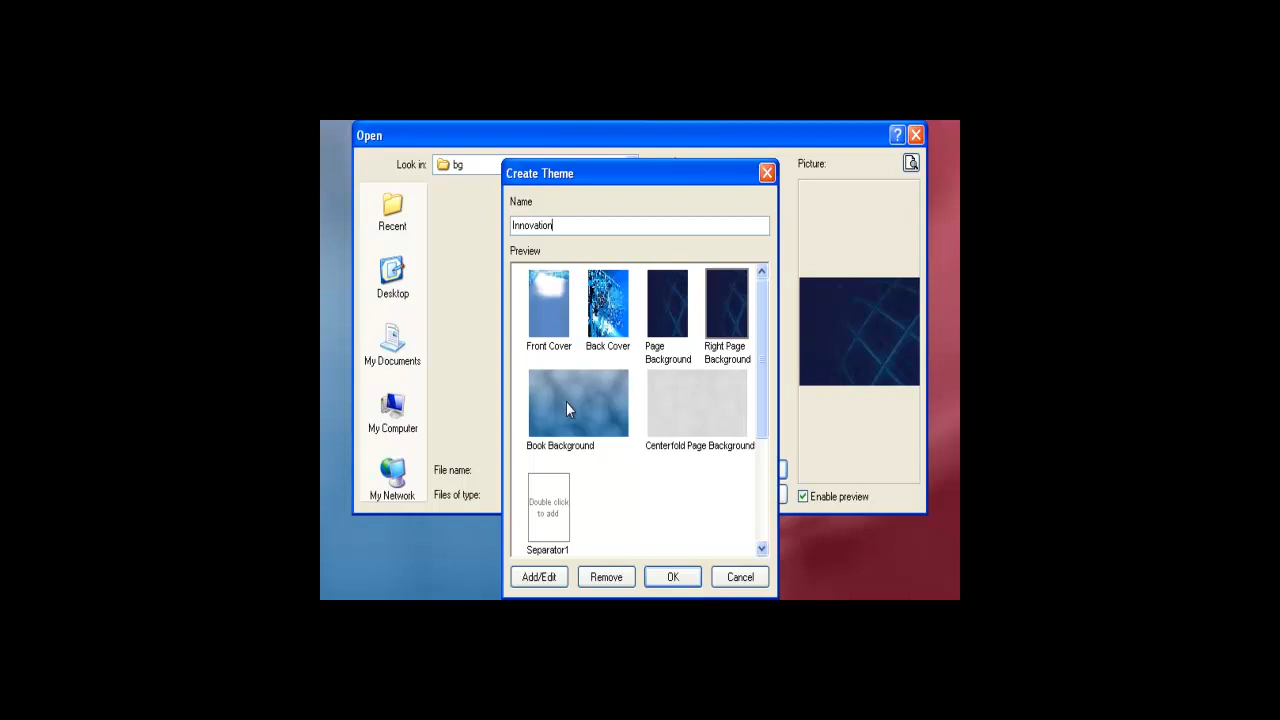 Open
Look in:
bg
Picture:
Create Theme
Name
Innovation
Preview
Recent
Desktop
My Documents
My Computer
My Network
Front Cover
Back Cover
Page Background
Right Page Background
Book Background
Centerfold Page Background
Double click to add
Separator1
File name:
Files of type:
Enable preview
Add/Edit
Remove
OK
Cancel